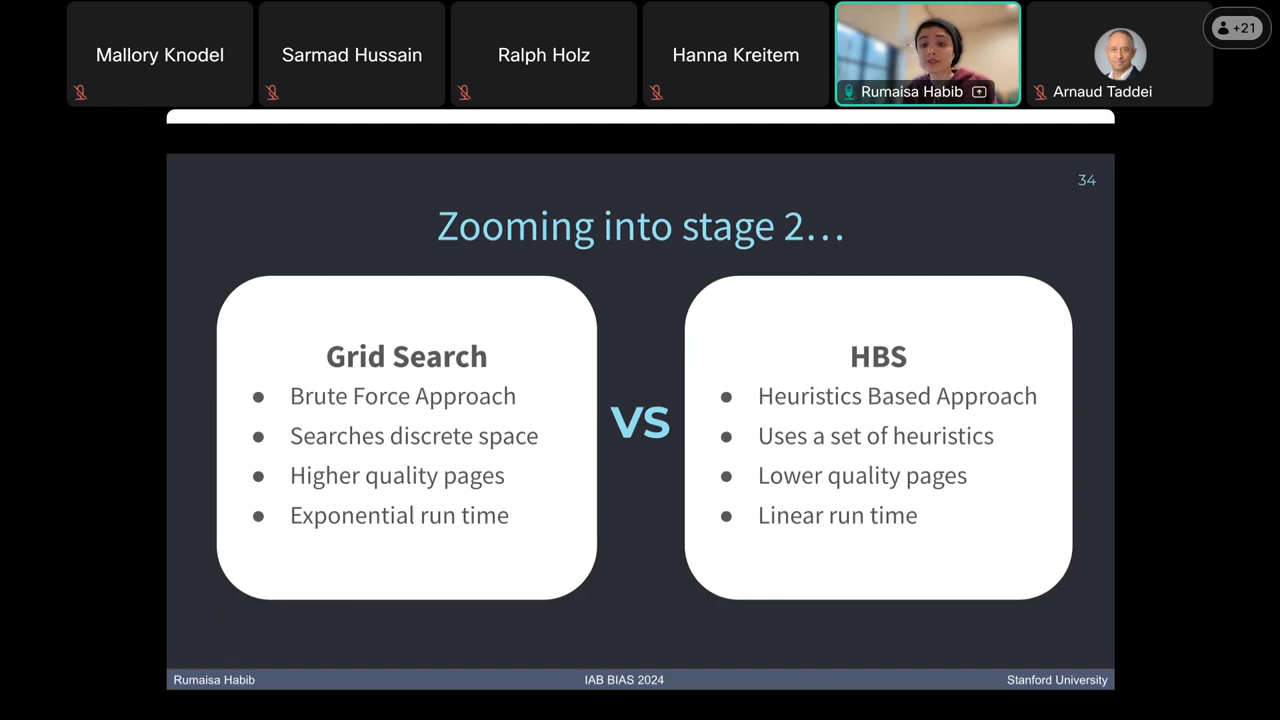 Mallory Knodel
Sarmad Hussain
Ralph Holz
Hanna Kreitem
Rumaisa Habib
Arnaud Taddei
+21
34
Zooming into stage 2...
Grid Search
● Brute Force Approach
● Searches discrete space
● Higher quality pages
● Exponential run time
VS
HBS
● Heuristics Based Approach
● Uses a set of heuristics
● Lower quality pages
● Linear run time
Rumaisa Habib
IAB BIAS 2024
Stanford University